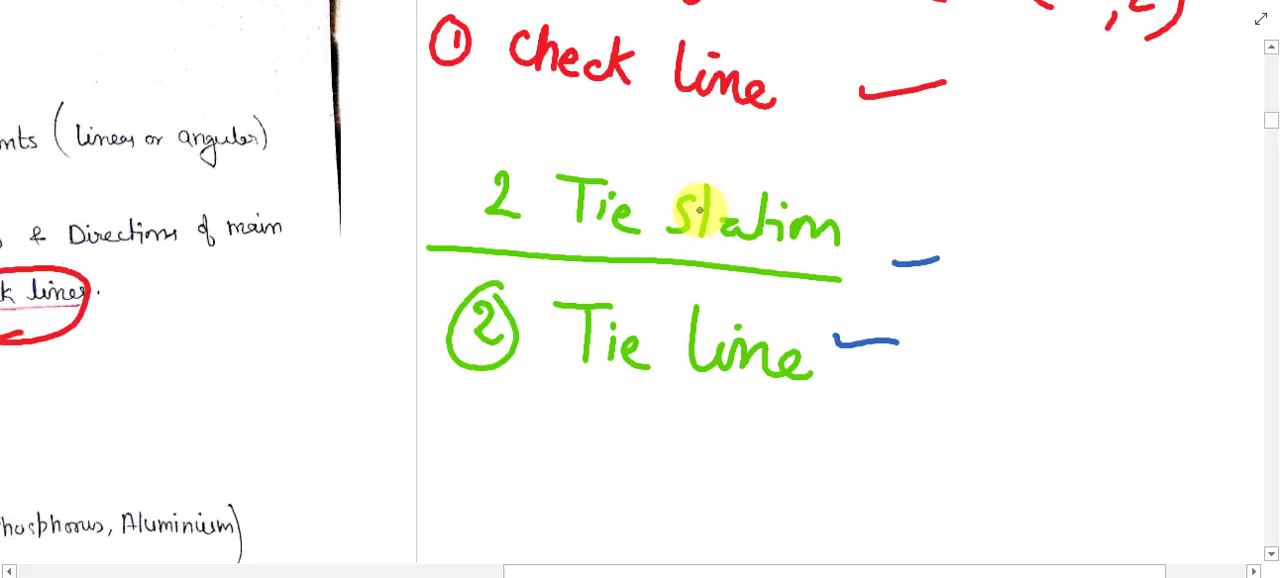 nts (linear or angular)
& Directions of main
k lines.
hosphorus, Aluminium)
, 2)
① check line
2 Tie station
② Tie line